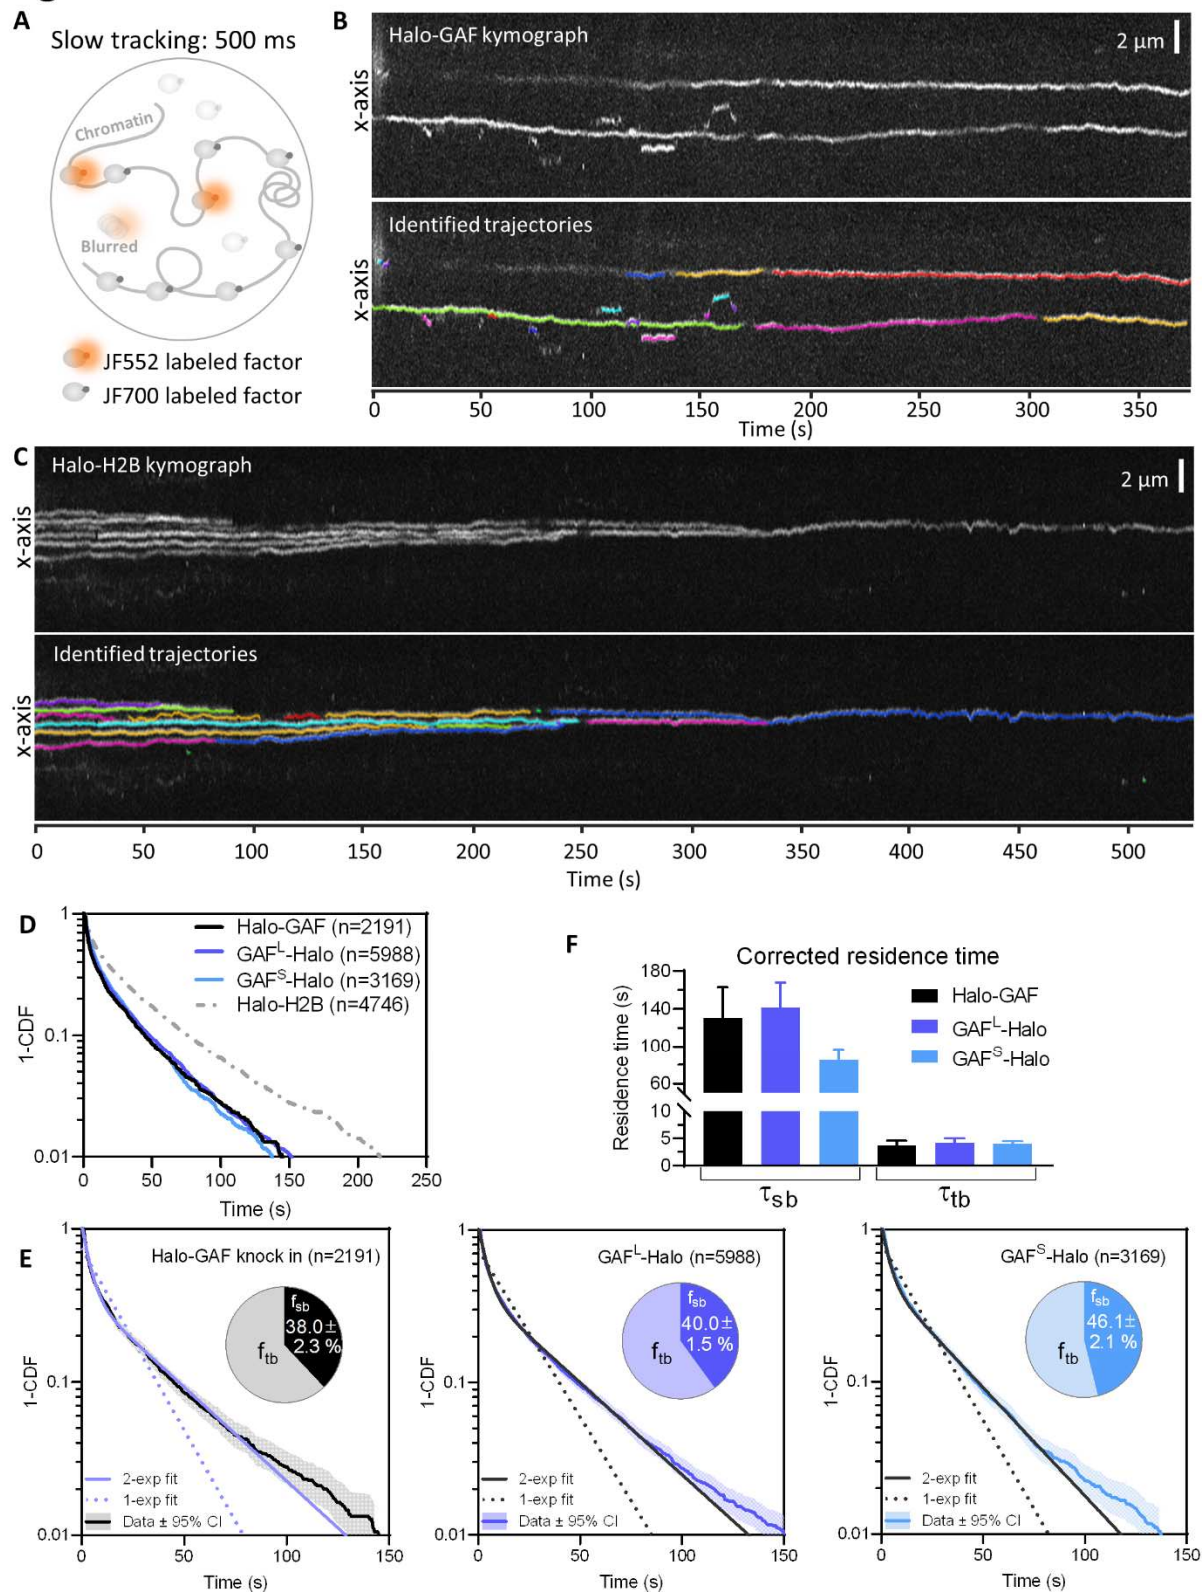 A
Slow tracking: 500 ms
Chromatin
Blurred
JF552 labeled factor
JF700 labeled factor
B
Halo-GAF kymograph
2 µm
x-axis
Identified trajectories
x-axis
0 50 100 150 200 250 300 350
Time (s)
C
Halo-H2B kymograph
2 µm
x-axis
Identified trajectories
x-axis
0 50 100 150 200 250 300 350 400 450 500
Time (s)
D
1-CDF
1
0.1
0.01
Halo-GAF (n=2191)
GAF^L-Halo (n=5988)
GAF^S-Halo (n=3169)
Halo-H2B (n=4746)
0 50 100 150 200 250
Time (s)
F
Corrected residence time
Residence time (s)
180
140
100
60
10
5
0
Halo-GAF
GAF^L-Halo
GAF^S-Halo
τsb τtb
E
1-CDF
1
0.1
0.01
Halo-GAF knock in (n=2191)
fsb
38.0±
2.3 %
ftb
2-exp fit
1-exp fit
Data ± 95% CI
0 50 100 150
Time (s)
1-CDF
1
0.1
0.01
GAF^L-Halo (n=5988)
fsb
40.0±
1.5 %
ftb
2-exp fit
1-exp fit
Data ± 95% CI
0 50 100 150
Time (s)
1-CDF
1
0.1
0.01
GAF^S-Halo (n=3169)
fsb
46.1±
2.1 %
ftb
2-exp fit
1-exp fit
Data ± 95% CI
0 50 100 150
Time (s)